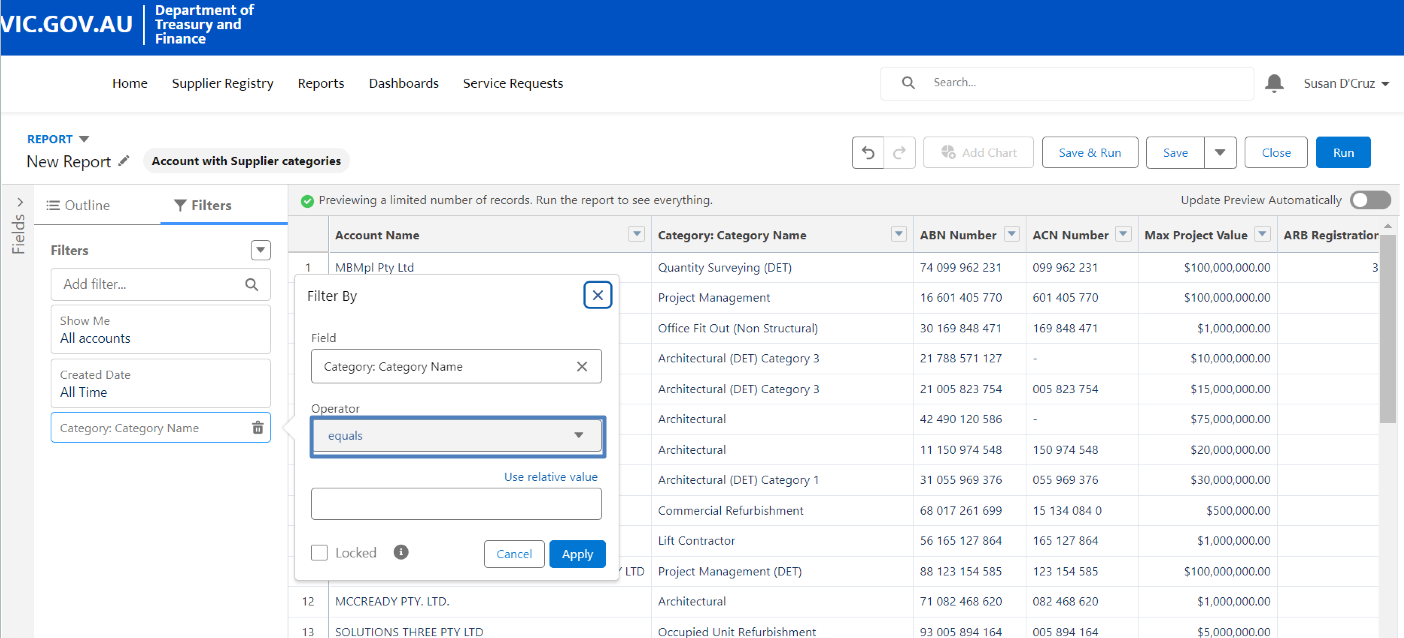 VIC.GOV.AU
Department of
Treasury and
Finance
Home Supplier Registry Reports Dashboards Service Requests
Search...
Susan D'Cruz
REPORT
New Report
Account with Supplier categories
Add Chart
Save & Run
Save
Close
Run
Fields
Outline
Filters
Previewing a limited number of records. Run the report to see everything.
Update Preview Automatically
Filters
Add filter...
Show Me
All accounts
Created Date
All Time
Category: Category Name
Filter By
Field
Category: Category Name
Operator
equals
Use relative value
Locked
Cancel
Apply
Account Name Category: Category Name ABN Number ACN Number Max Project Value ARB Registration
1 MBMpl Pty Ltd Quantity Surveying (DET) 74 099 962 231 099 962 231 $100,000,000.00 3
Project Management 16 601 405 770 601 405 770 $100,000,000.00
Office Fit Out (Non Structural) 30 169 848 471 169 848 471 $1,000,000.00
Architectural (DET) Category 3 21 788 571 127 - $10,000,000.00
Architectural (DET) Category 3 21 005 823 754 005 823 754 $15,000,000.00
Architectural 42 490 120 586 - $75,000,000.00
Architectural 11 150 974 548 150 974 548 $20,000,000.00
Architectural (DET) Category 1 31 055 969 376 055 969 376 $30,000,000.00
Commercial Refurbishment 68 017 261 699 15 134 084 0 $500,000.00
Lift Contractor 56 165 127 864 165 127 864 $1,000,000.00
LTD Project Management (DET) 88 123 154 585 123 154 585 $100,000,000.00
12 MCCREADY PTY. LTD. Architectural 71 082 468 620 082 468 620 $1,000,000.00
13 SOLUTIONS THREE PTY LTD Occupied Unit Refurbishment 93 005 894 164 005 894 164 $5,000,000.00